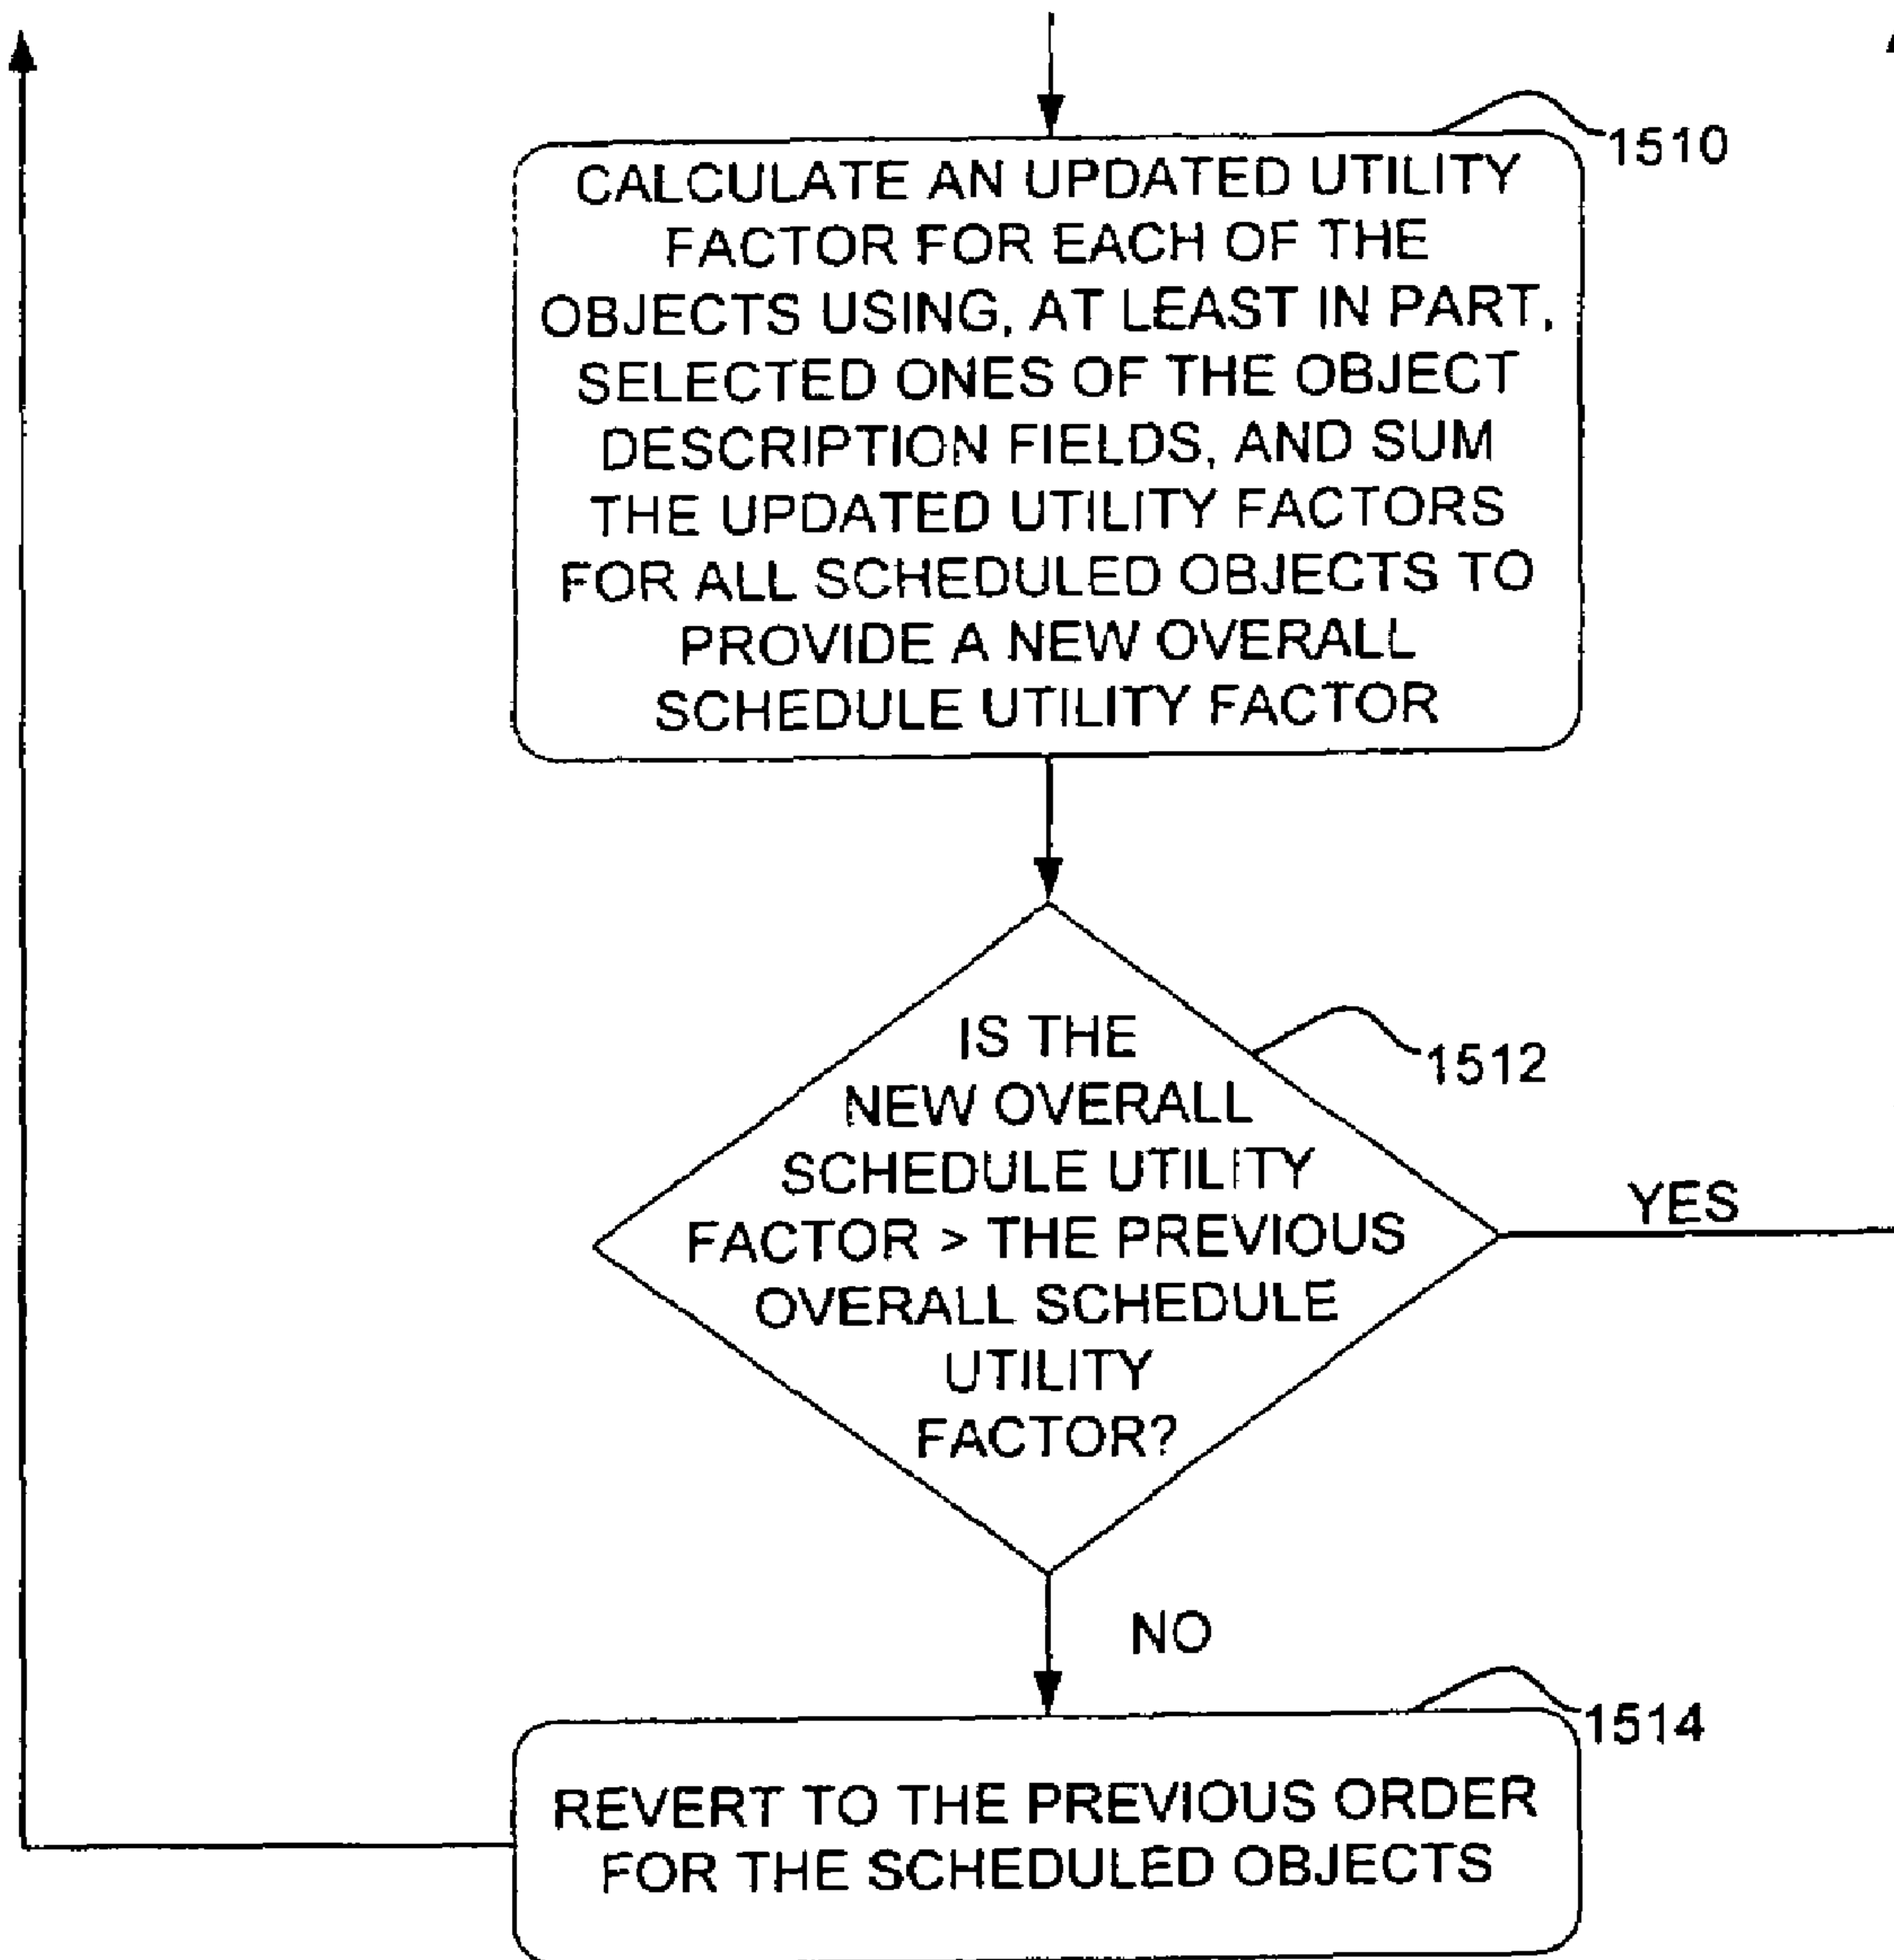 1510
CALCULATE AN UPDATED UTILITY
FACTOR FOR EACH OF THE
OBJECTS USING, AT LEAST IN PART,
SELECTED ONES OF THE OBJECT
DESCRIPTION FIELDS, AND SUM
THE UPDATED UTILITY FACTORS
FOR ALL SCHEDULED OBJECTS TO
PROVIDE A NEW OVERALL
SCHEDULE UTILITY FACTOR
IS THE
1512
NEW OVERALL
SCHEDULE UTILITY
FACTOR > THE PREVIOUS
OVERALL SCHEDULE
UTILITY
FACTOR?
YES
NO
1514
REVERT TO THE PREVIOUS ORDER
FOR THE SCHEDULED OBJECTS